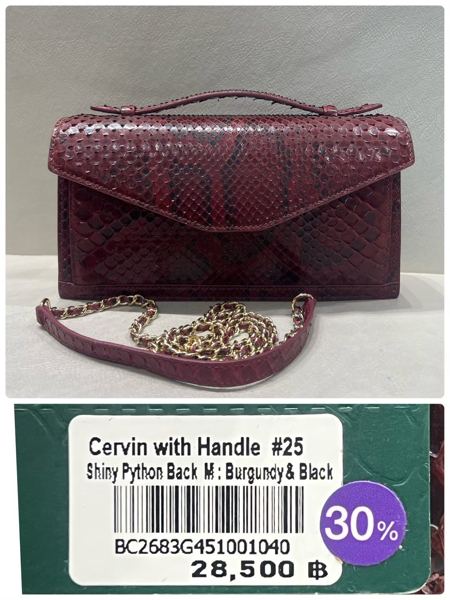 Cervin with Handle #25
Shiny Python Back M : Burgundy & Black
BC2683G451001040
28,500 ฿
30%